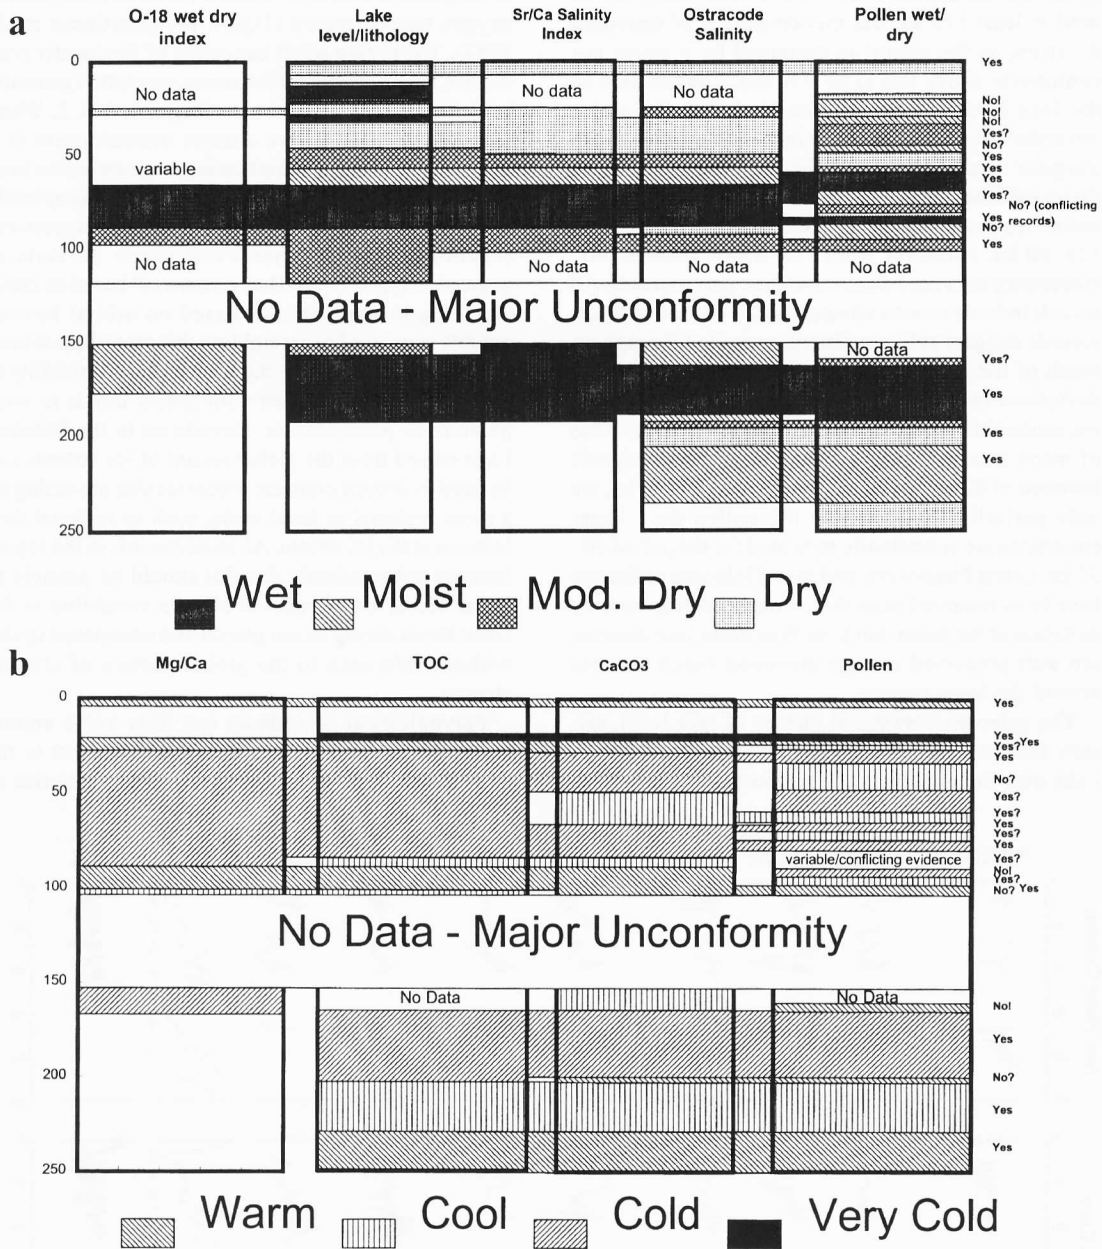 a
O-18 wet dry index
Lake level/lithology
Sr/Ca Salinity Index
Ostracode Salinity
Pollen wet/ dry
0
50
100
150
200
250
No data
No data
No data
No data
variable
No data
No data
No data
No data
No Data - Major Unconformity
No data
Yes
No!
No!
No!
Yes?
No?
Yes
Yes
Yes
Yes?
No? (conflicting
Yes records)
No?
Yes
Yes?
Yes
Yes
Yes
Wet Moist Mod. Dry Dry
b
Mg/Ca
TOC
CaCO3
Pollen
0
50
100
150
200
250
variable/conflicting evidence
No Data - Major Unconformity
No Data
No Data
Yes
Yes
Yes? Yes
Yes
No?
Yes?
Yes
Yes?
Yes
Yes?
No!
Yes?
No? Yes
No!
Yes
No?
Yes
Yes
Warm Cool Cold Very Cold